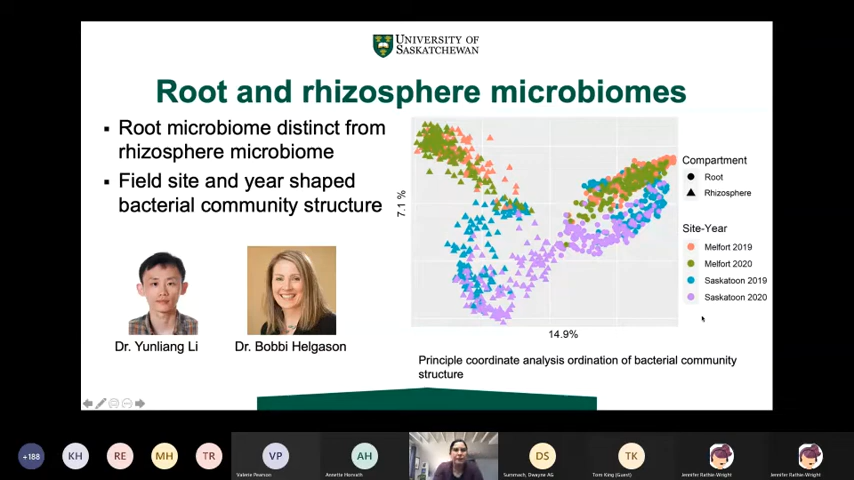 UNIVERSITY OF
SASKATCHEWAN
Root and rhizosphere microbiomes
▪ Root microbiome distinct from
rhizosphere microbiome
▪ Field site and year shaped
bacterial community structure
7.1 %
14.9%
Compartment
Root
Rhizosphere
Site-Year
Melfort 2019
Melfort 2020
Saskatoon 2019
Saskatoon 2020
Dr. Yunliang Li
Dr. Bobbi Helgason
Principle coordinate analysis ordination of bacterial community
structure
+188
KH
RE
MH
TR
VP
Valerie Pearson
AH
Annette Horvath
DS
Summach, Dwayne AG
TK
Tom King (Guest)
Jennifer Rattie-Wright
Jennifer Rattie-Wright